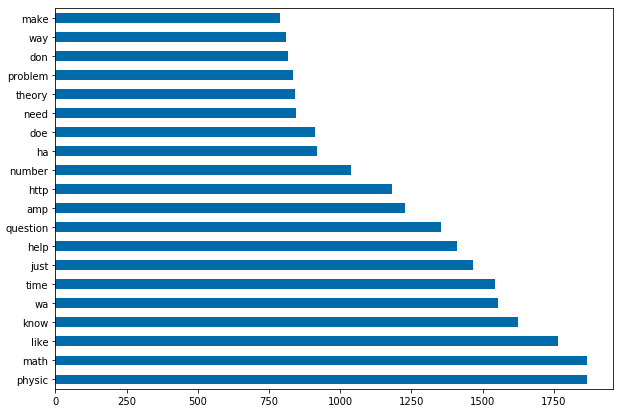 make
way
don
problem
theory
need
doe
ha
number
http
amp
question
help
just
time
wa
know
like
math
physic
0 250 500 750 1000 1250 1500 1750